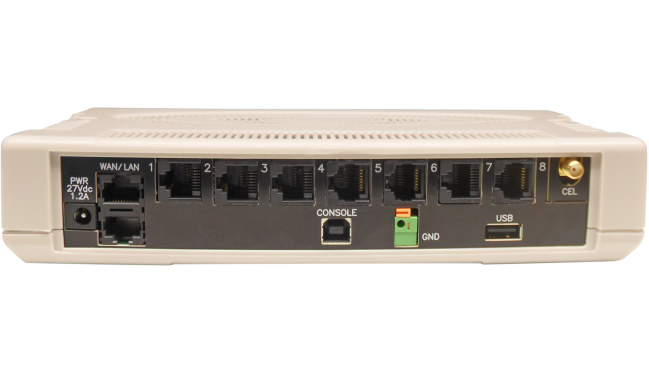 WAN/LAN 1 2 3 4 5 6 7 8
PWR
27Vdc
1.2A
CEL
CONSOLE
GND
USB